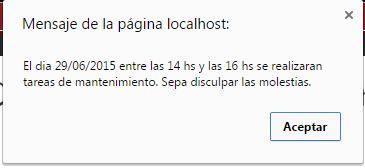 Mensaje de la página localhost:
El dia 29/06/2015 entre las 14 hs y las 16 hs se realizaran
tareas de mantenimiento. Sepa disculpar las molestias.
Aceptar